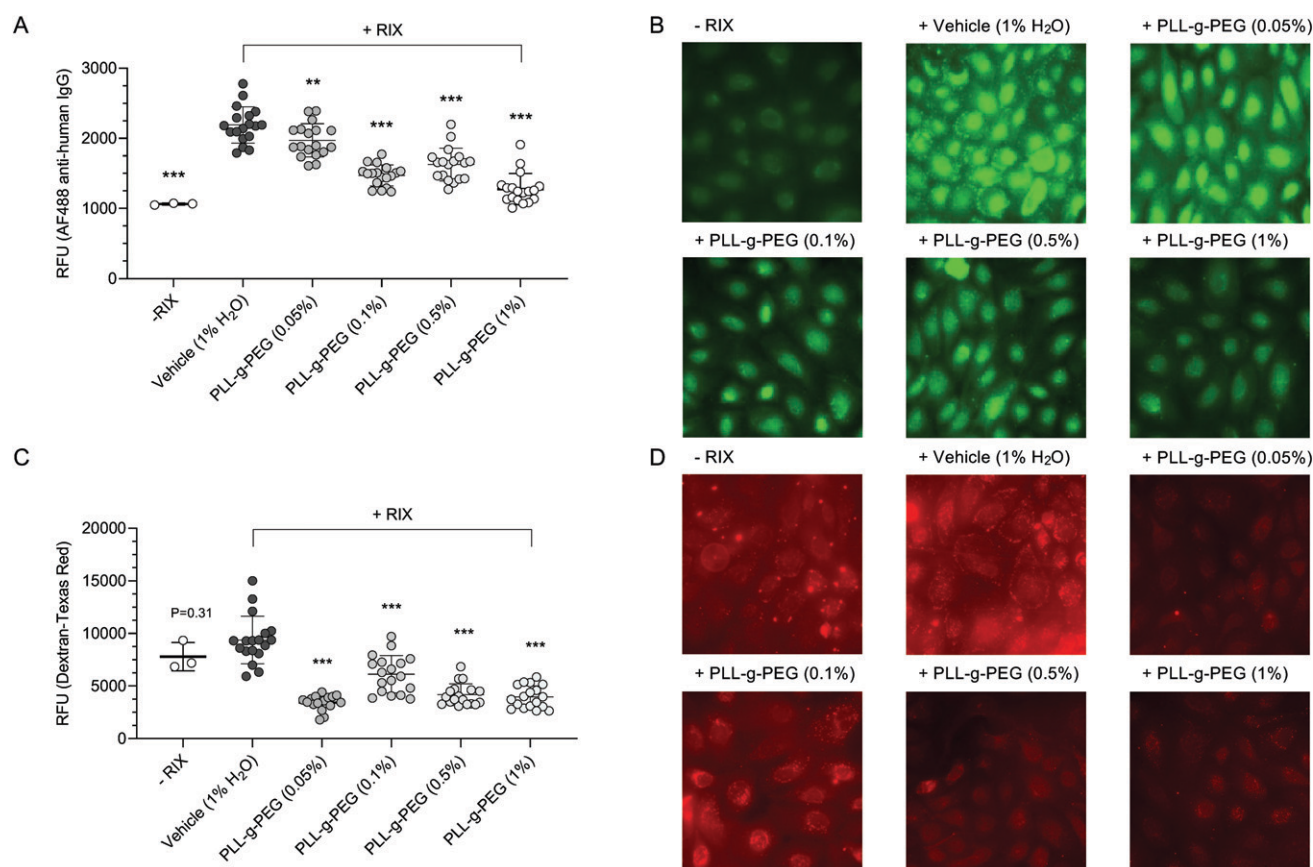 A
+ RIX
RFU (AF488 anti-human IgG)
3000
2000
1000
0
***
**
***
***
***
-RIX
Vehicle (1% H₂O)
PLL-g-PEG (0.05%)
PLL-g-PEG (0.1%)
PLL-g-PEG (0.5%)
PLL-g-PEG (1%)
B
- RIX
+ Vehicle (1% H₂O)
+ PLL-g-PEG (0.05%)
+ PLL-g-PEG (0.1%)
+ PLL-g-PEG (0.5%)
+ PLL-g-PEG (1%)
C
+ RIX
RFU (Dextran-Texas Red)
20000
15000
10000
5000
0
P=0.31
***
***
***
***
- RIX
Vehicle (1% H₂O)
PLL-g-PEG (0.05%)
PLL-g-PEG (0.1%)
PLL-g-PEG (0.5%)
PLL-g-PEG (1%)
D
- RIX
+ Vehicle (1% H₂O)
+ PLL-g-PEG (0.05%)
+ PLL-g-PEG (0.1%)
+ PLL-g-PEG (0.5%)
+ PLL-g-PEG (1%)